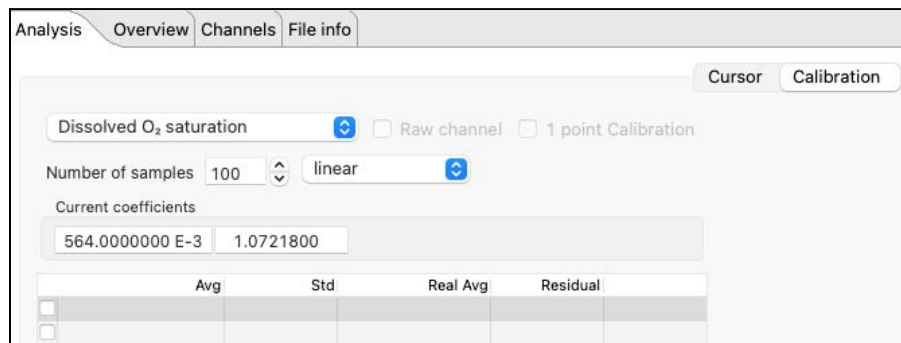 Analysis Overview Channels File info
Cursor Calibration
Dissolved O₂ saturation Raw channel 1 point Calibration
Number of samples 100 linear
Current coefficients
564.0000000 E-3 1.0721800
Avg Std Real Avg Residual